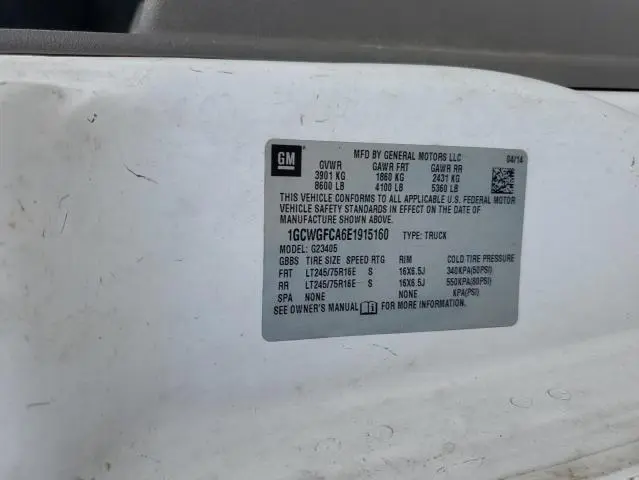 GM
MFD BY GENERAL MOTORS LLC 04/14
GVWR GAWR FRT GAWR RR
3901 KG 1860 KG 2431 KG
8600 LB 4100 LB 5360 LB
THIS VEHICLE CONFORMS TO ALL APPLICABLE U.S. FEDERAL MOTOR
VEHICLE SAFETY STANDARDS IN EFFECT ON THE DATE OF
MANUFACTURE SHOWN ABOVE.
1GCWGFCA6E1915160 TYPE: TRUCK
MODEL: G23405
GBBS TIRE SIZE SPEED RTG RIM COLD TIRE PRESSURE
FRT LT245/75R16E S 16X6.5J 340KPA(50PSI)
RR LT245/75R16E S 16X6.5J 550KPA(80PSI)
SPA NONE NONE KPA(PSI)
SEE OWNER'S MANUAL FOR MORE INFORMATION.